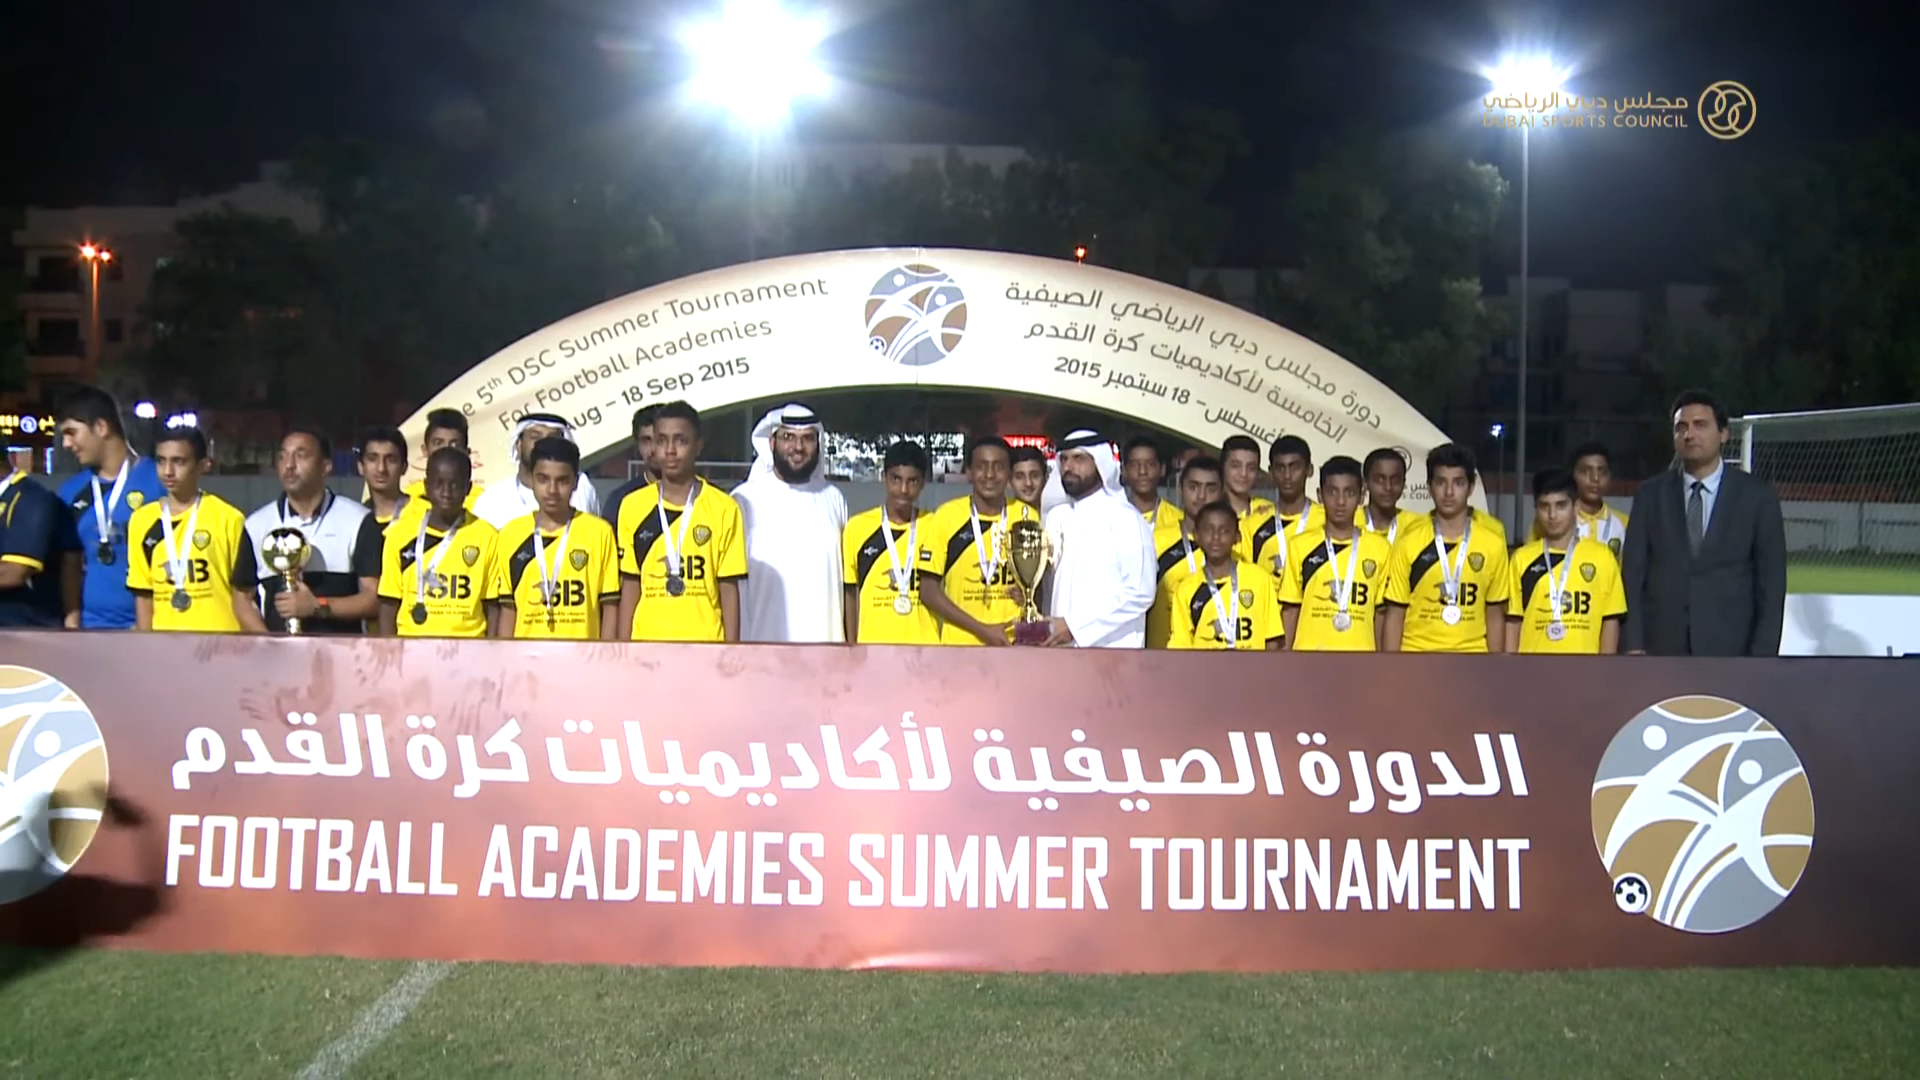 مجلس دبي الرياضي
DUBAI SPORTS COUNCIL
5th DSC Summer Tournament
For Football Academies
18 Sep 2015
دورة مجلس دبي الرياضي الصيفية
الخامسة لأكاديميات كرة القدم
أغسطس - 18 سبتمبر 2015
الدورة الصيفية لأكاديميات كرة القدم
FOOTBALL ACADEMIES SUMMER TOURNAMENT